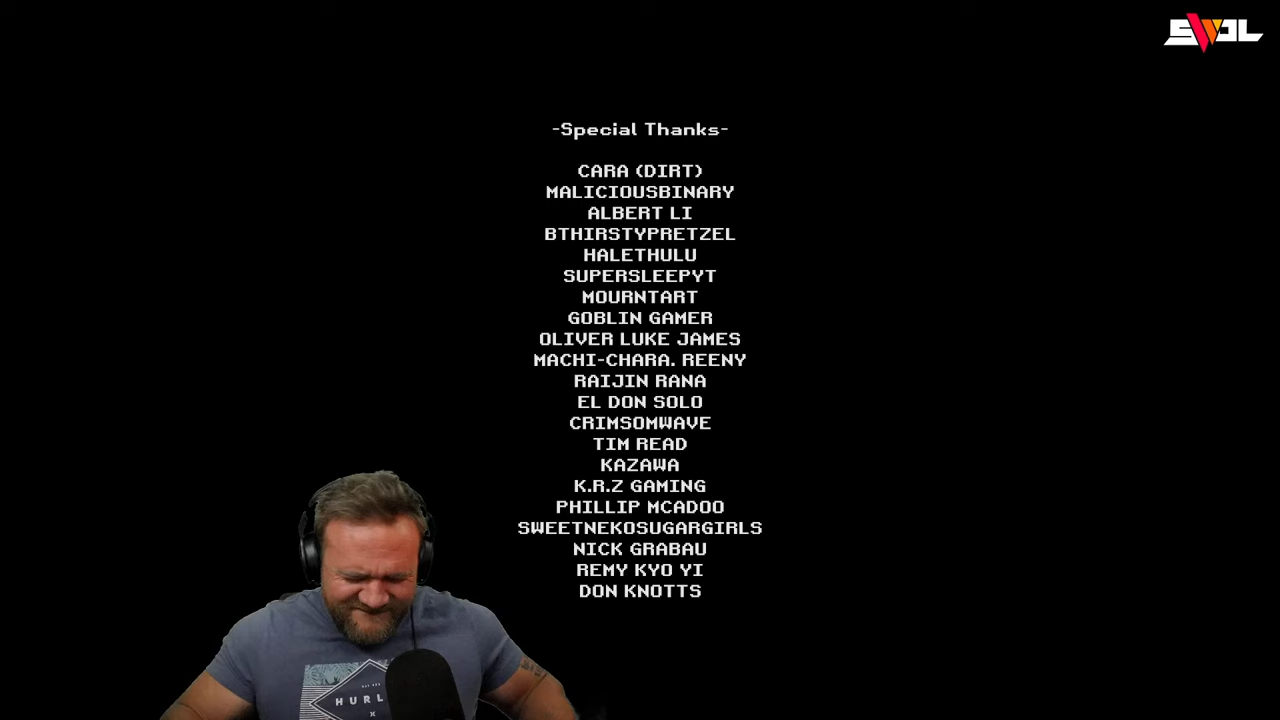 SWOL
-Special Thanks-
CARA (DIRT)
MALICIOUSBINARY
ALBERT LI
BTHIRSTYPRETZEL
HALETHULU
SUPERSLEEPYT
MOURNTART
GOBLIN GAMER
OLIVER LUKE JAMES
MACHI-CHARA. REENY
RAIJIN RANA
EL DON SOLO
CRIMSOMWAVE
TIM READ
KAZAWA
K.R.Z GAMING
PHILLIP MCADOO
SWEETNEKOSUGARGIRLS
NICK GRABAU
REMY KYO YI
DON KNOTTS
HURL